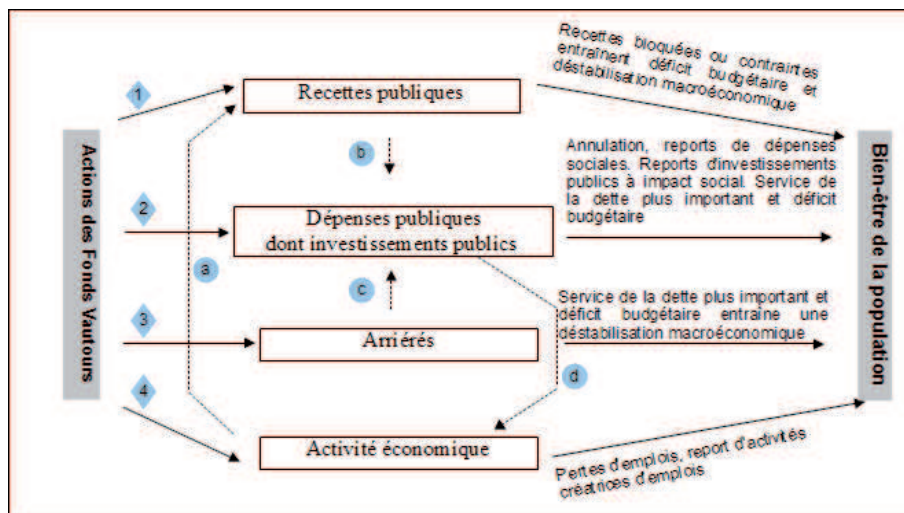 Actions des Fonds Vautours
1
2
3
4
a
b
c
d
Recettes publiques
Dépenses publiques
dont investissements publics
Arriérés
Activité économique
Recettes bloquées ou contraintes
entraînent déficit budgétaire et
déstabilisation macroéconomique
Annulation, reports de dépenses
sociales. Reports d'investissements
publics à impact social. Service de
la dette plus important et déficit
budgétaire
Service de la dette plus important et
déficit budgétaire entraîne une
déstabilisation macroéconomique
Pertes d'emplois, report d'activités
créatrices d'emplois
Bien-être de la population